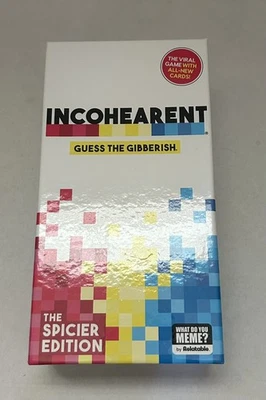 THE VIRAL
GAME WITH
ALL-NEW
CARDS!
INCOHEARENT®
GUESS THE GIBBERISH.
THE
SPICIER
EDITION
WHAT DO YOU
MEME?
by Relatable